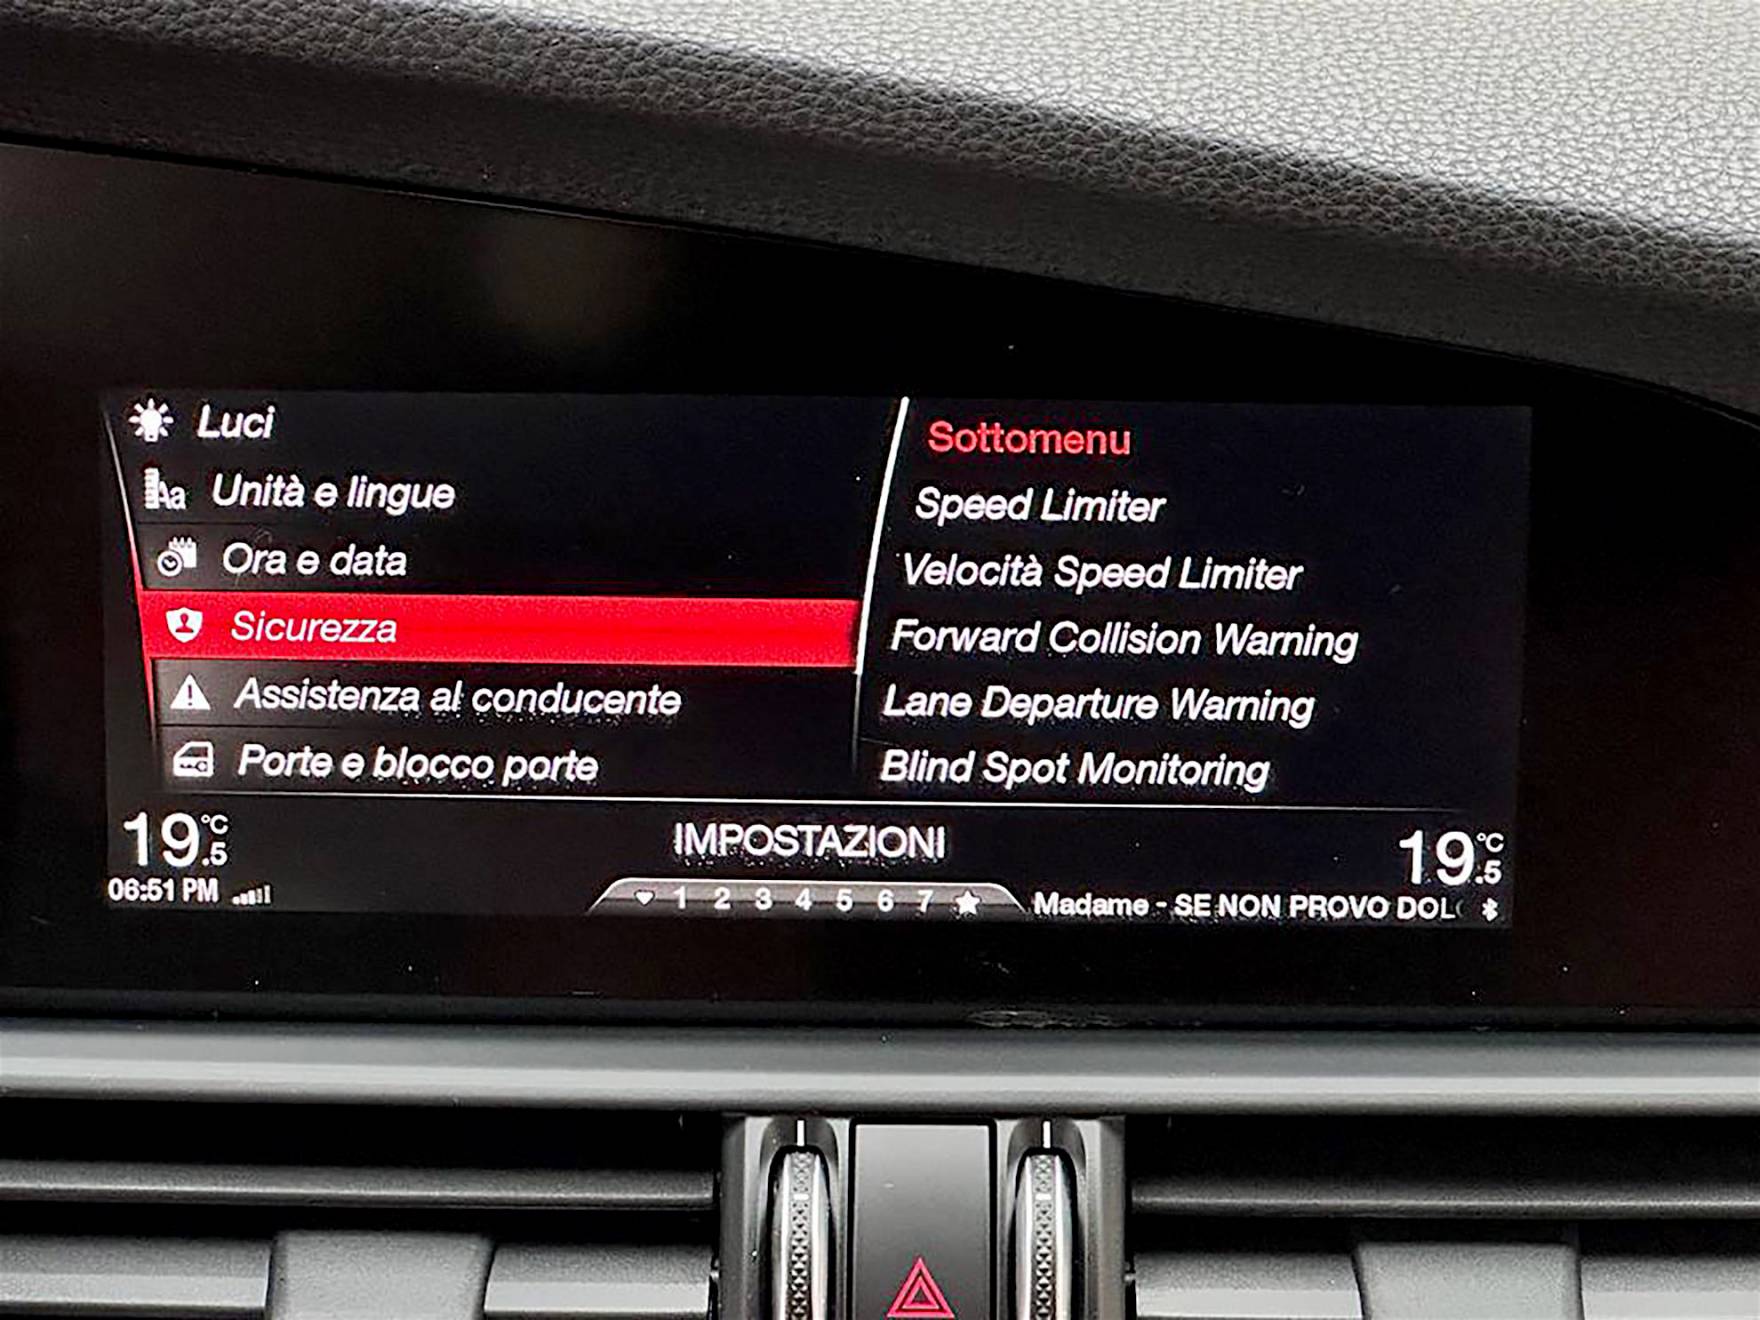 Luci
Unità e lingue
Ora e data
Sicurezza
Assistenza al conducente
Porte e blocco porte
Sottomenu
Speed Limiter
Velocità Speed Limiter
Forward Collision Warning
Lane Departure Warning
Blind Spot Monitoring
19.5 °C
IMPOSTAZIONI
19.5 °C
06:51 PM
1 2 3 4 5 6 7
Madame - SE NON PROVO DOL